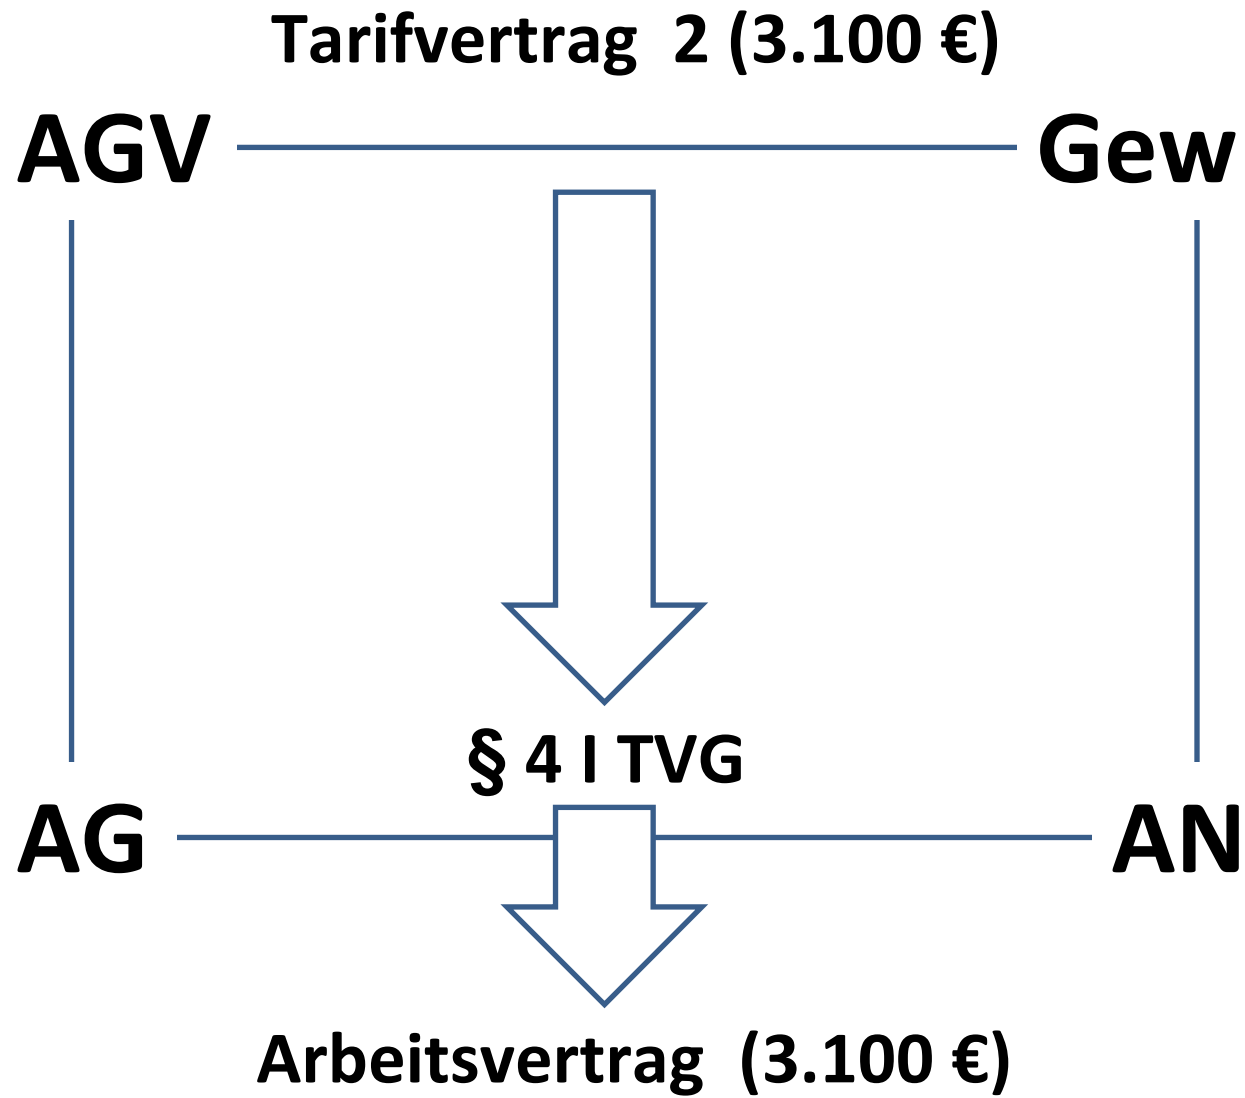 Tarifvertrag 2 (3.100 €)
AGV
Gew
§ 4 I TVG
AG
AN
Arbeitsvertrag (3.100 €)